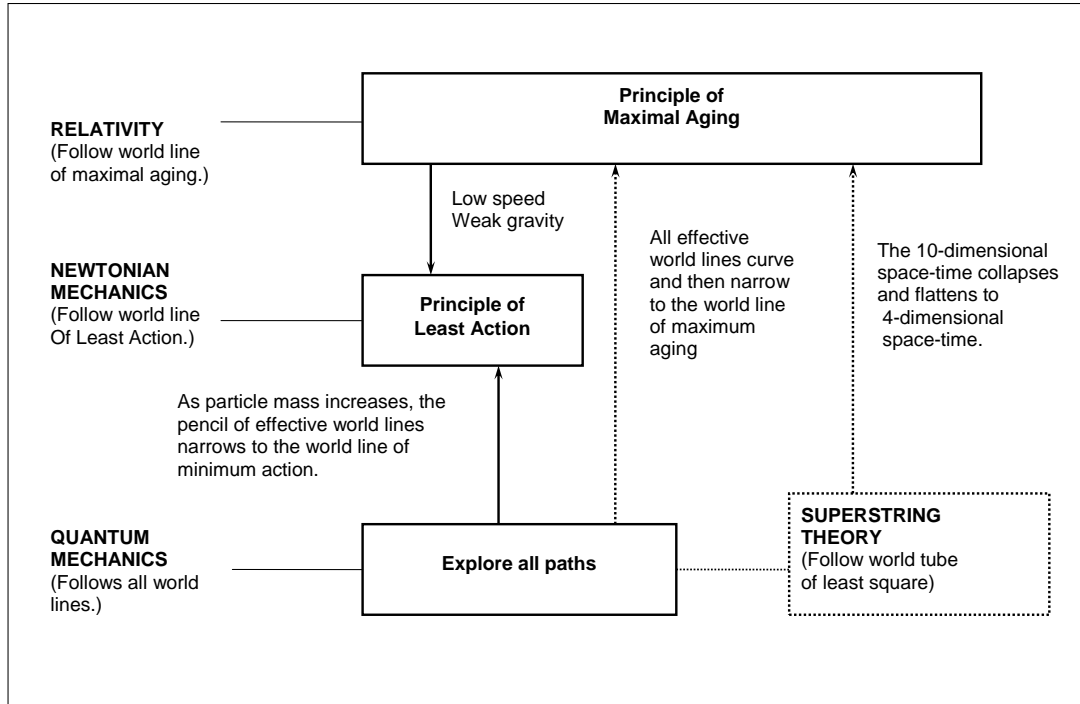 Principle of
Maximal Aging
RELATIVITY
(Follow world line
of maximal aging.)
Low speed
Weak gravity
All effective
world lines curve
and then narrow
to the world line
of maximum
aging
The 10-dimensional
space-time collapses
and flattens to
4-dimensional
space-time.
NEWTONIAN
MECHANICS
(Follow world line
Of Least Action.)
Principle of
Least Action
As particle mass increases, the
pencil of effective world lines
narrows to the world line of
minimum action.
QUANTUM
MECHANICS
(Follows all world
lines.)
Explore all paths
SUPERSTRING
THEORY
(Follow world tube
of least square)